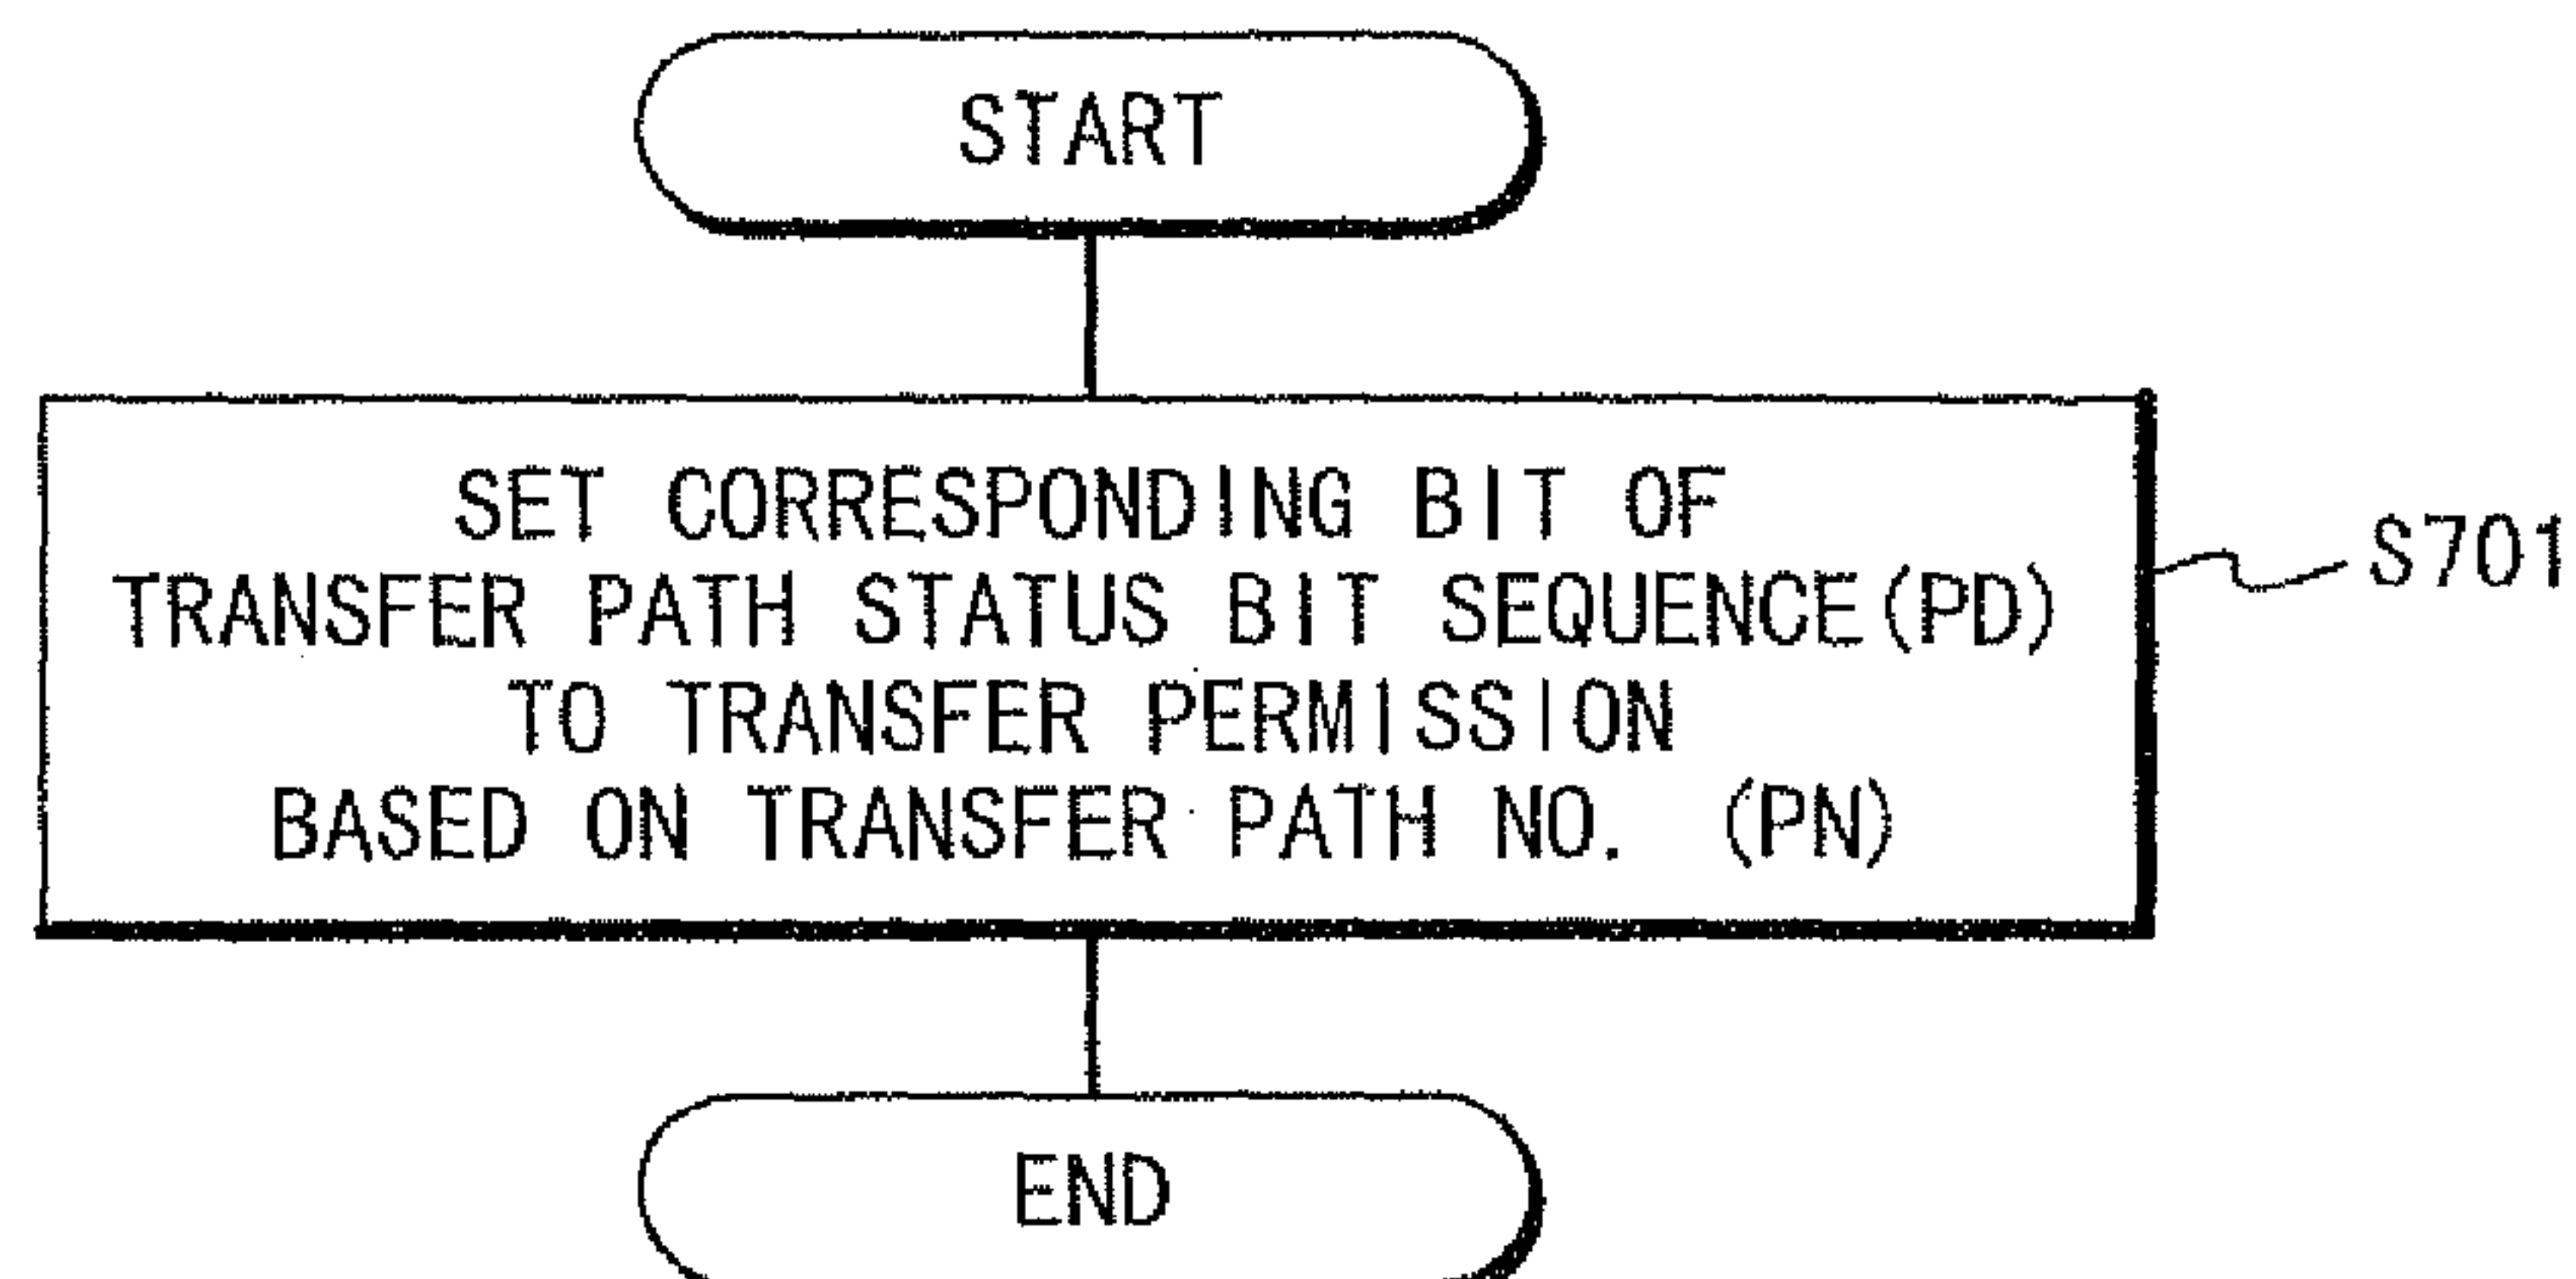 START
SET CORRESPONDING BIT OF
TRANSFER PATH STATUS BIT SEQUENCE(PD)
TO TRANSFER PERMISSION
BASED ON TRANSFER PATH NO. (PN)
S701
END